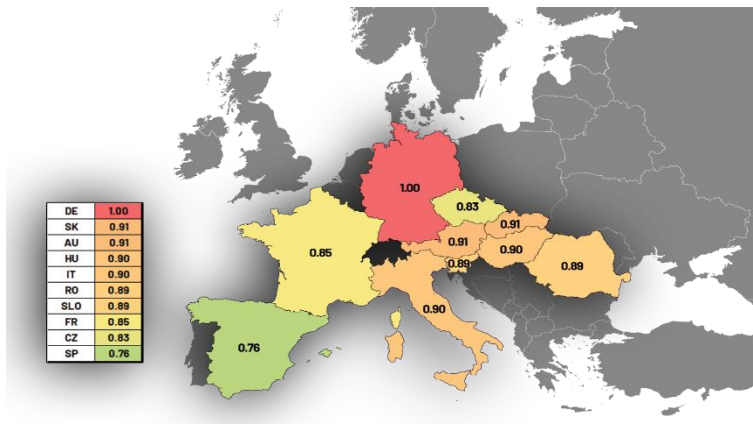 DE 1.00
SK 0.91
AU 0.91
HU 0.90
IT 0.90
RO 0.89
SLO 0.89
FR 0.85
CZ 0.83
SP 0.76
1.00
0.83
0.91
0.91
0.90
0.85
0.89
0.89
0.90
0.76